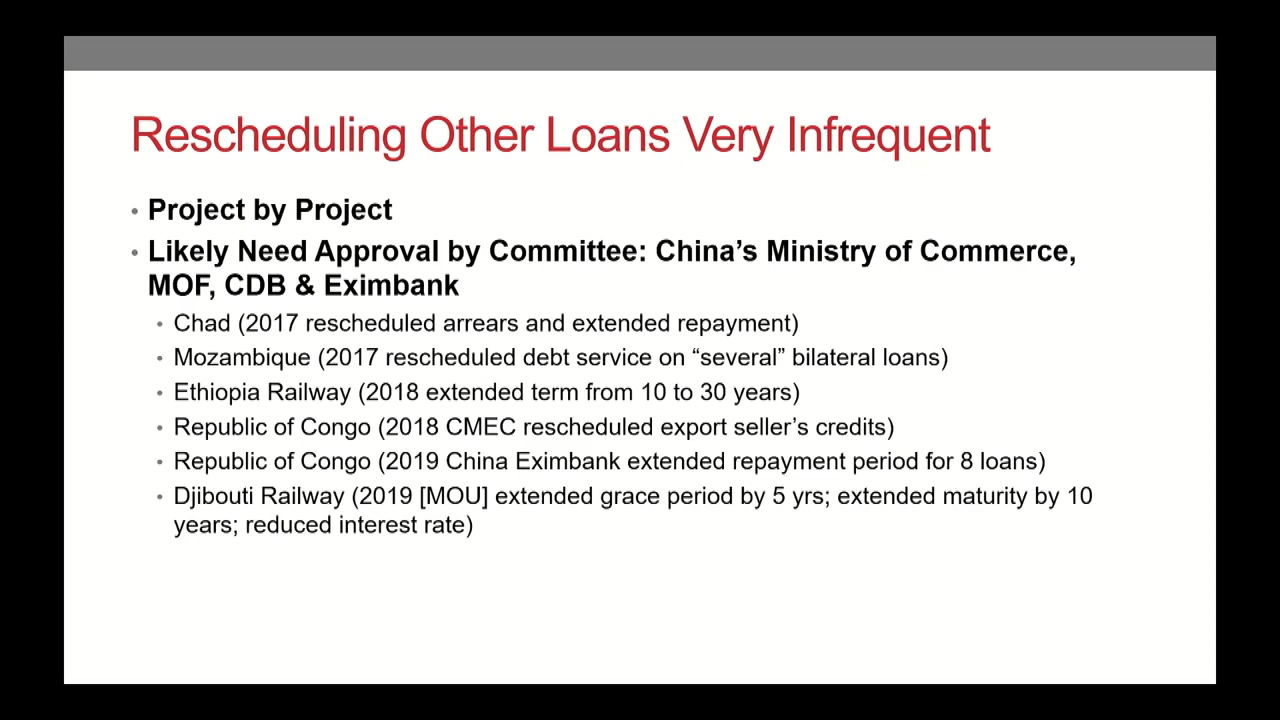 Rescheduling Other Loans Very Infrequent
• Project by Project
• Likely Need Approval by Committee: China’s Ministry of Commerce,
MOF, CDB & Eximbank
• Chad (2017 rescheduled arrears and extended repayment)
• Mozambique (2017 rescheduled debt service on “several” bilateral loans)
• Ethiopia Railway (2018 extended term from 10 to 30 years)
• Republic of Congo (2018 CMEC rescheduled export seller’s credits)
• Republic of Congo (2019 China Eximbank extended repayment period for 8 loans)
• Djibouti Railway (2019 [MOU] extended grace period by 5 yrs; extended maturity by 10
years; reduced interest rate)